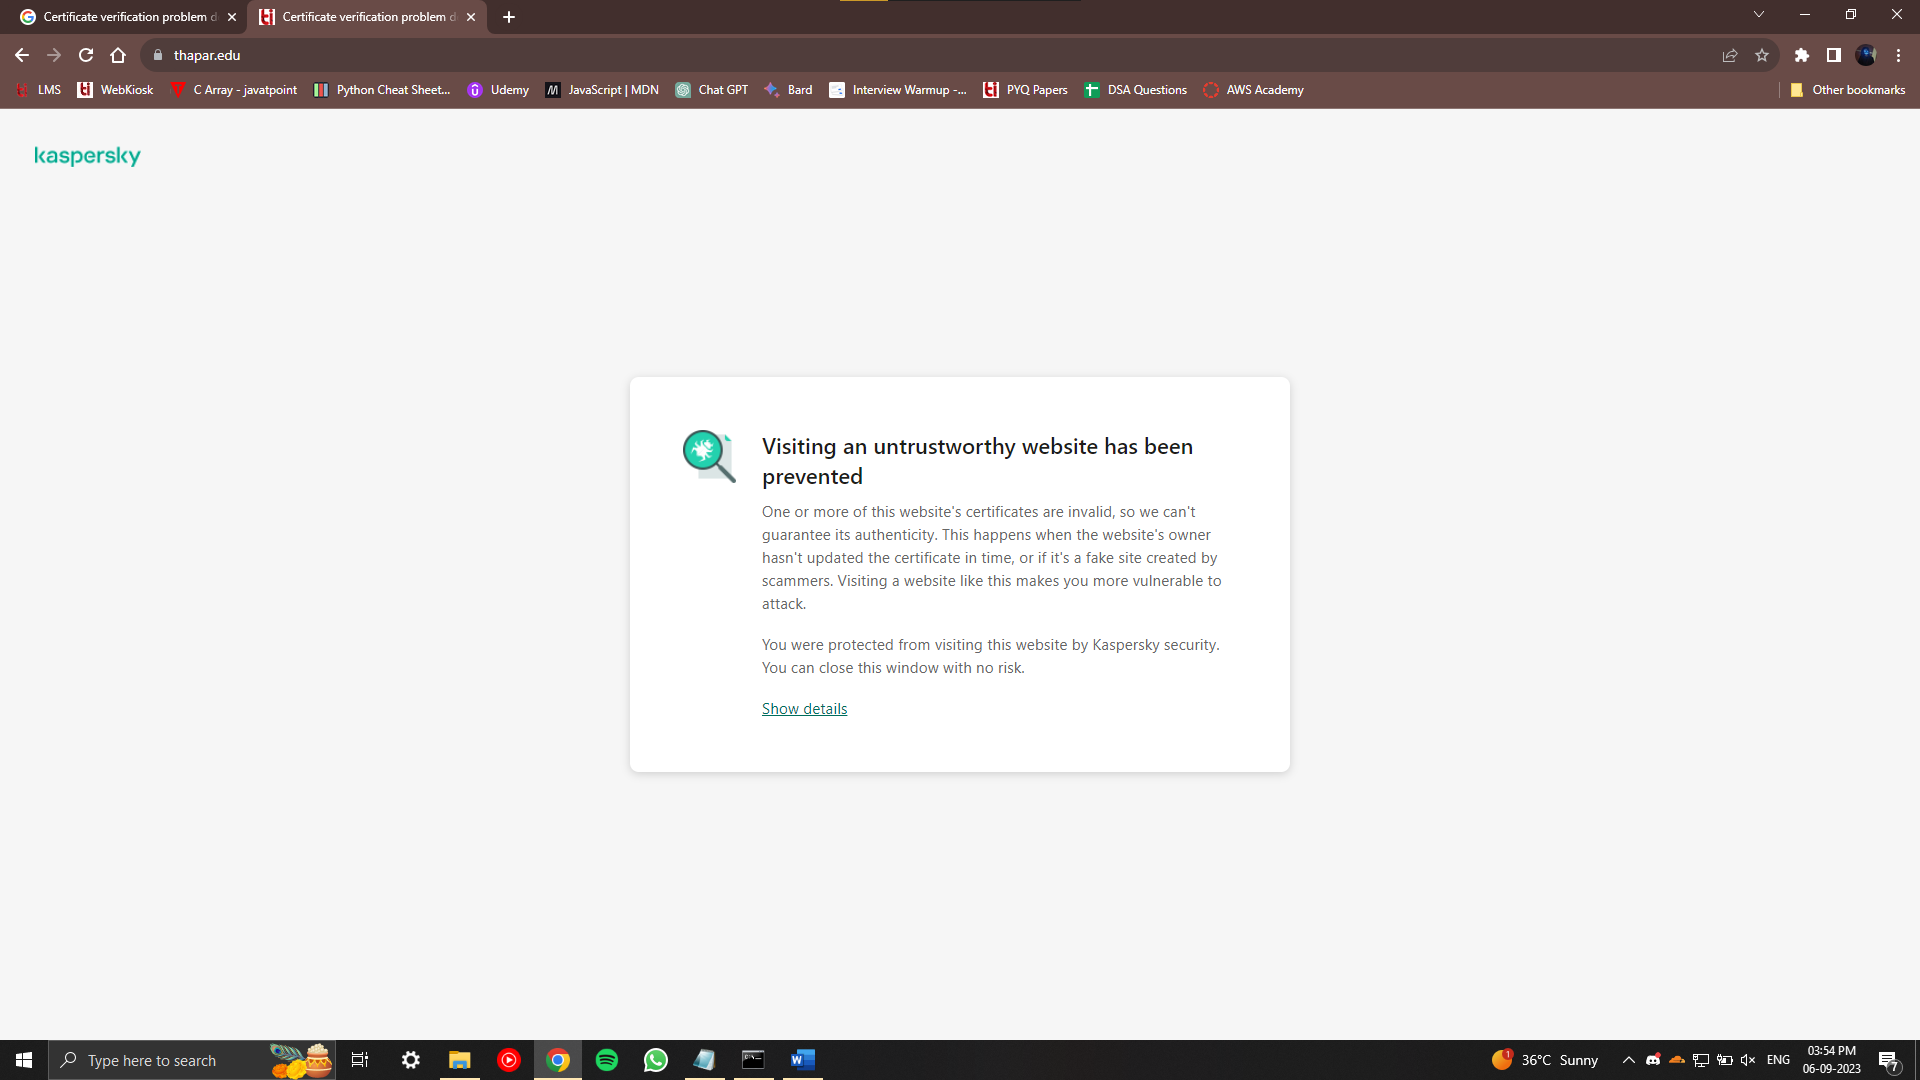 Certificate verification problem d
Certificate verification problem d
thapar.edu
LMS
WebKiosk
C Array - javatpoint
Python Cheat Sheet...
Udemy
JavaScript | MDN
Chat GPT
Bard
Interview Warmup -...
PYQ Papers
DSA Questions
AWS Academy
Other bookmarks
kaspersky
Visiting an untrustworthy website has been
prevented
One or more of this website's certificates are invalid, so we can't
guarantee its authenticity. This happens when the website's owner
hasn't updated the certificate in time, or if it's a fake site created by
scammers. Visiting a website like this makes you more vulnerable to
attack.
You were protected from visiting this website by Kaspersky security.
You can close this window with no risk.
Show details
Type here to search
36°C Sunny
ENG
03:54 PM
06-09-2023
7